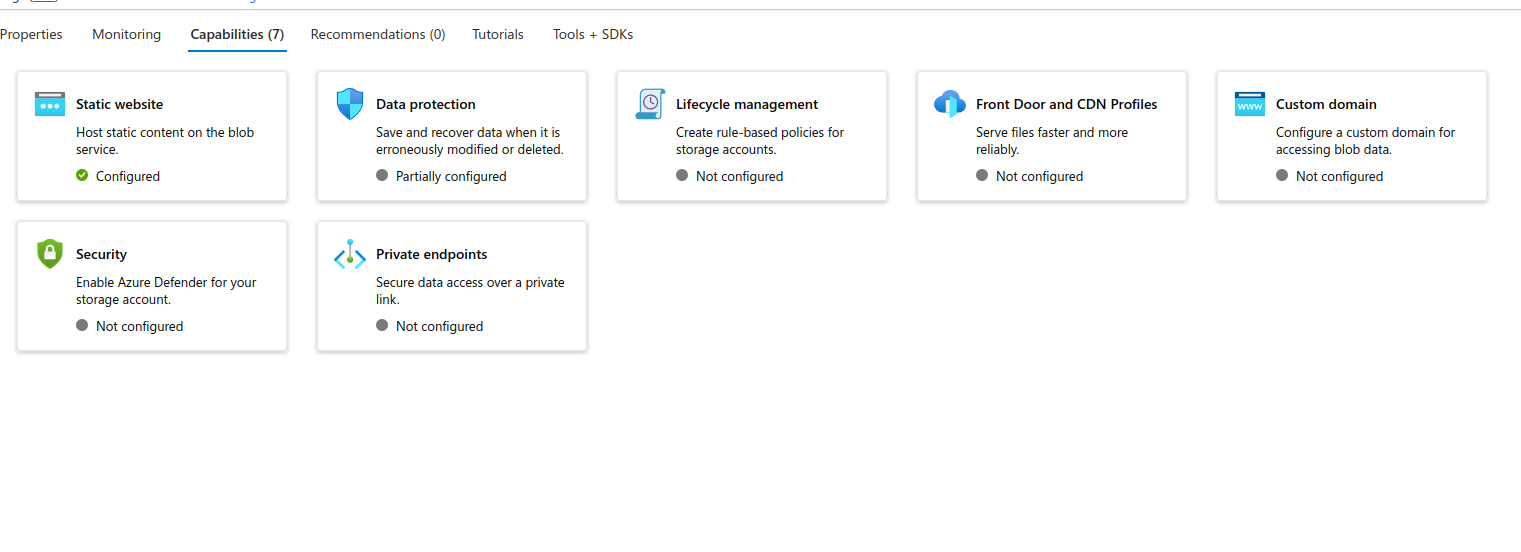 Properties Monitoring Capabilities (7) Recommendations (0) Tutorials Tools + SDKs
Static website
Host static content on the blob
service.
Configured
Data protection
Save and recover data when it is
erroneously modified or deleted.
Partially configured
Lifecycle management
Create rule-based policies for
storage accounts.
Not configured
Front Door and CDN Profiles
Serve files faster and more
reliably.
Not configured
www
Custom domain
Configure a custom domain for
accessing blob data.
Not configured
Security
Enable Azure Defender for your
storage account.
Not configured
Private endpoints
Secure data access over a private
link.
Not configured